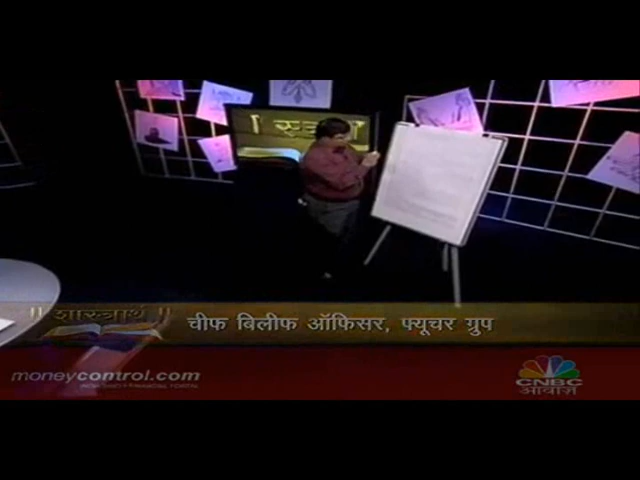 शास्त्रार्थ
चीफ बिलीफ ऑफिसर, फ्यूचर ग्रुप
moneycontrol.com
CNBC
आवाज़